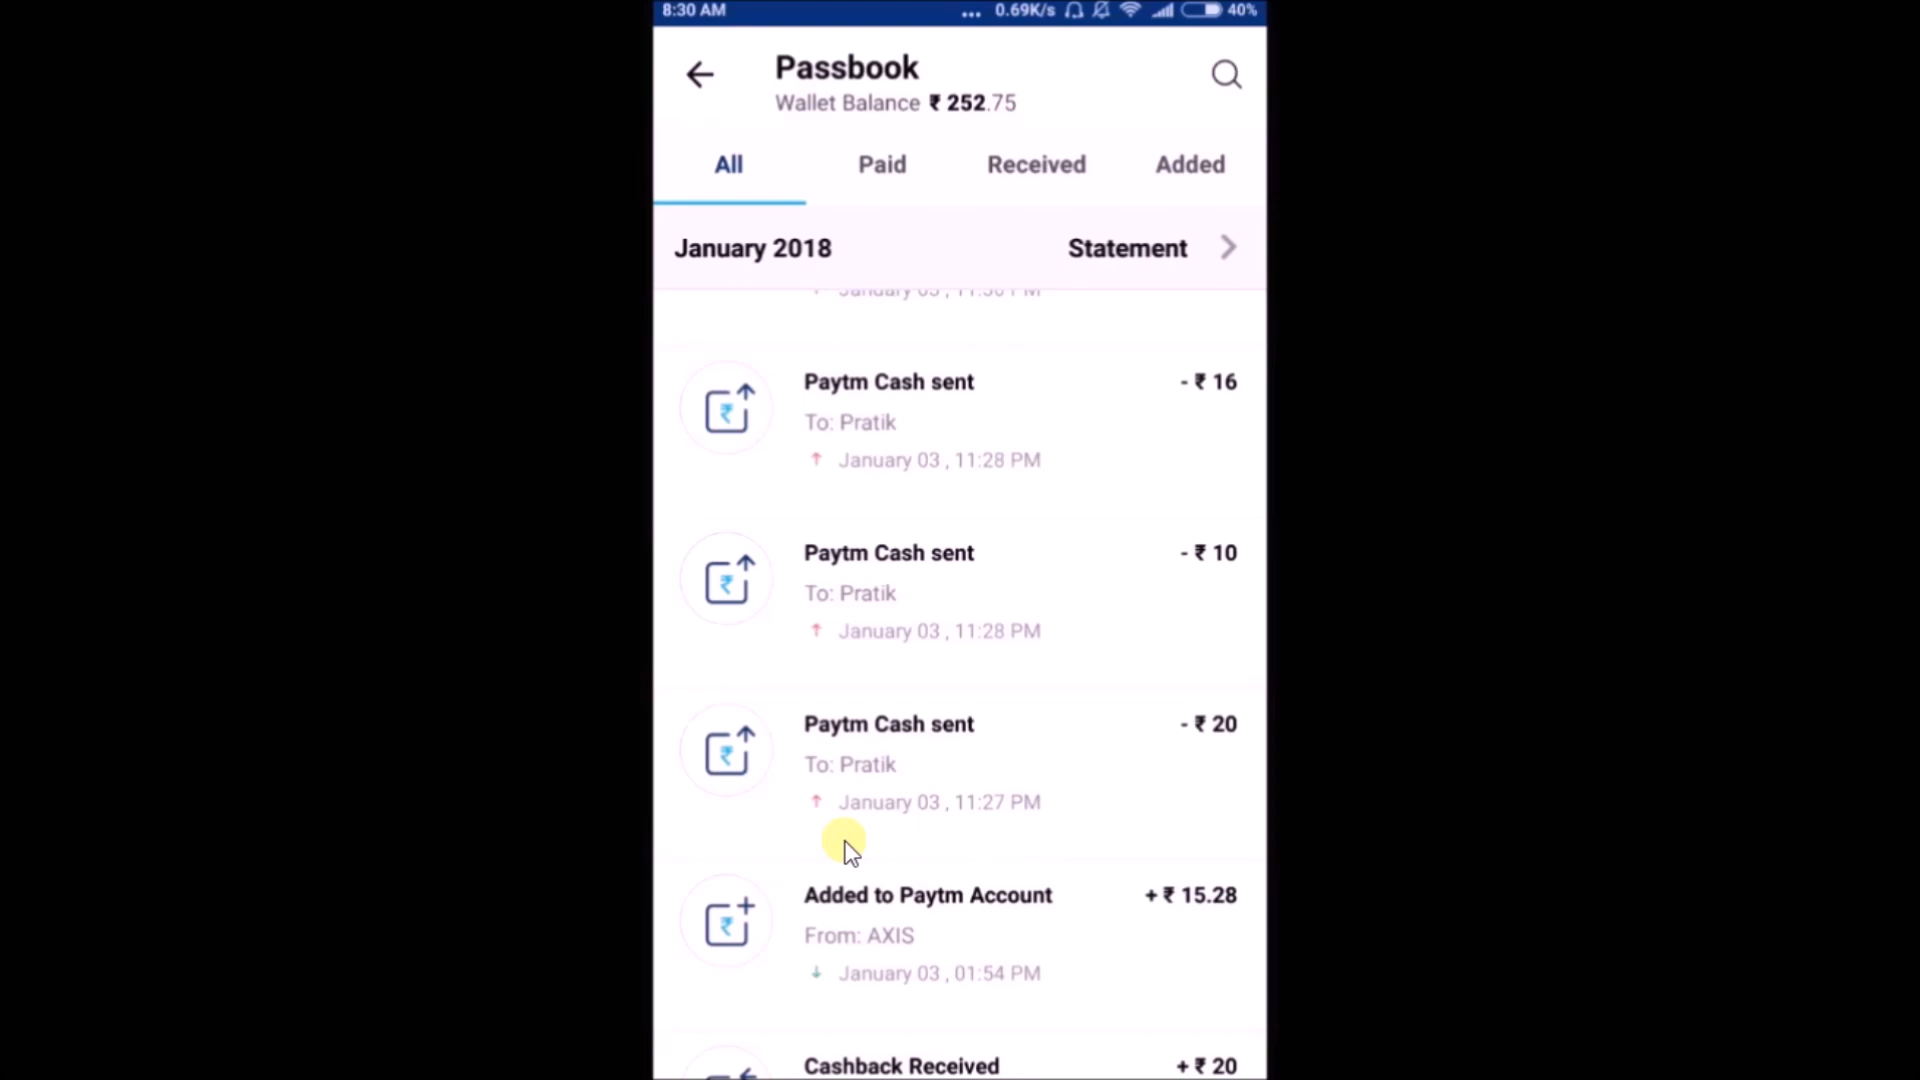 8:30 AM ... 0.69K/s 40%
Passbook
Wallet Balance ₹ 252.75
All Paid Received Added
January 2018 Statement
Paytm Cash sent - ₹ 16
To: Pratik
January 03 , 11:28 PM
Paytm Cash sent - ₹ 10
To: Pratik
January 03 , 11:28 PM
Paytm Cash sent - ₹ 20
To: Pratik
January 03 , 11:27 PM
Added to Paytm Account + ₹ 15.28
From: AXIS
January 03 , 01:54 PM
Cashback Received + ₹ 20